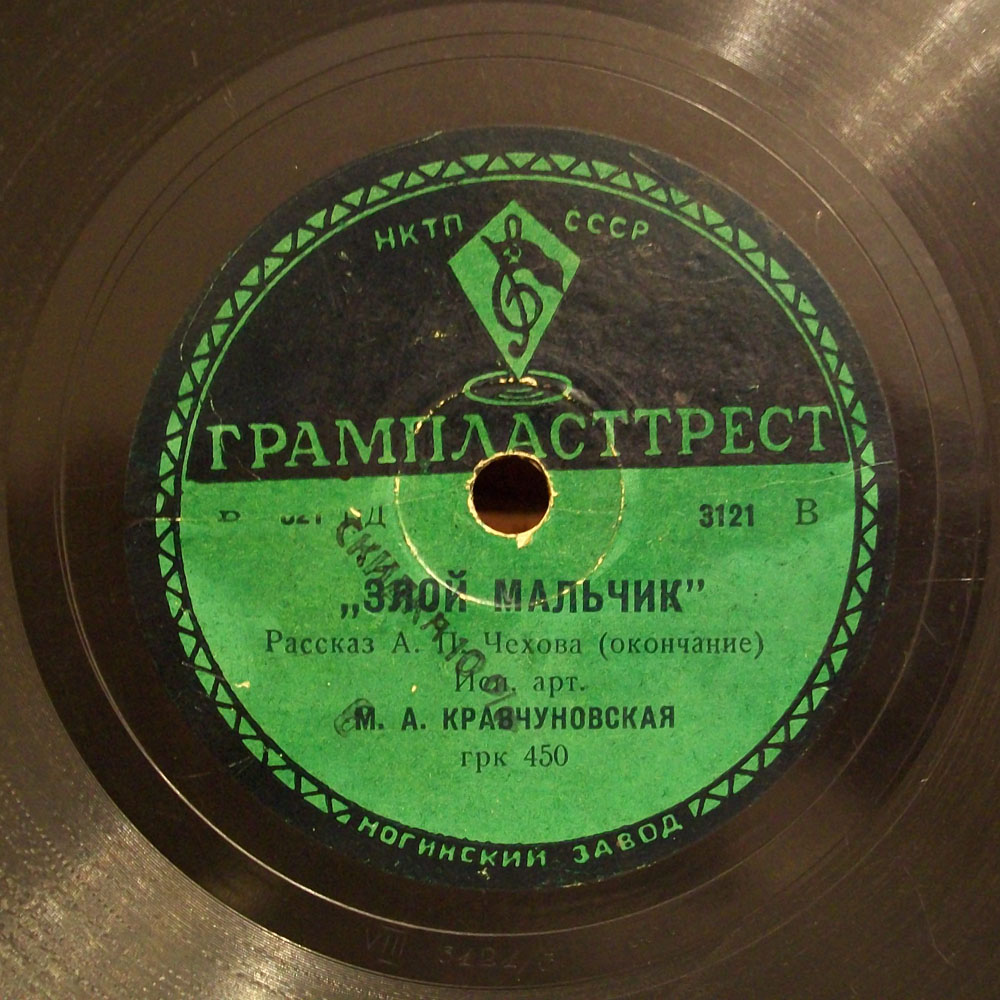 НКТП СССР
ГРАМПЛАСТТРЕСТ
3121 В
„ЗЛОЙ МАЛЬЧИК”
Рассказ А. П. Чехова (окончание)
Исп. арт.
М. А. КРАВЧУНОВСКАЯ
грк 450
НОГИНСКИЙ ЗАВОД